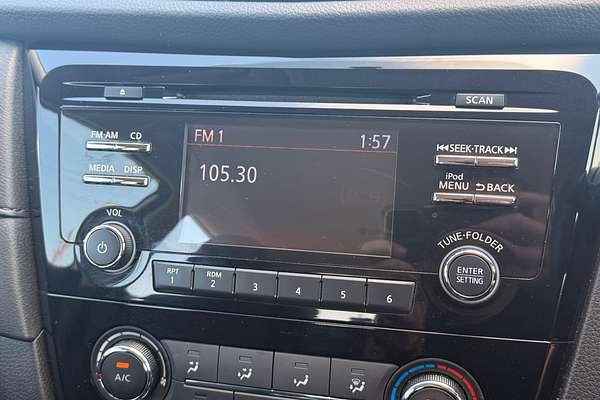 SCAN
FM·AM CD
FM 1 1:57
SEEK·TRACK
MEDIA DISP
105.30
iPod
MENU BACK
VOL
TUNE·FOLDER
RPT RDM
1 2 3 4 5 6
ENTER
SETTING
A/C